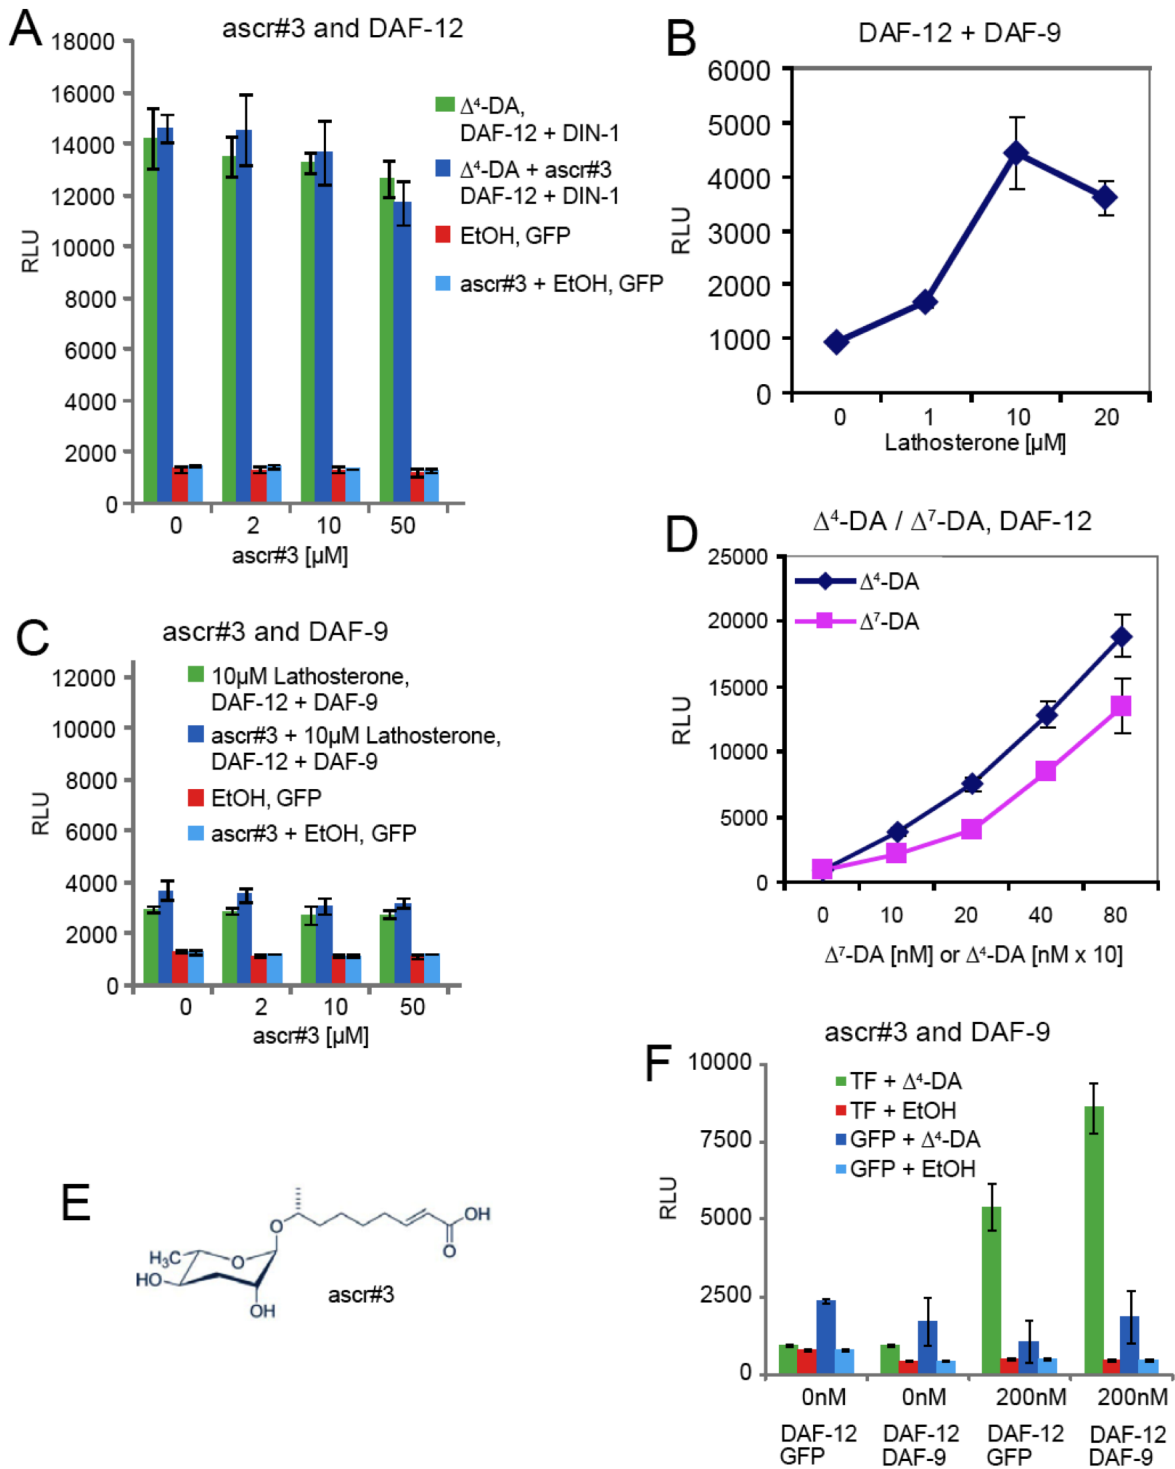 A
ascr#3 and DAF-12
18000
16000
14000
12000
10000
8000
6000
4000
2000
0
RLU
0 2 10 50
ascr#3 [µM]
Δ⁴-DA,
DAF-12 + DIN-1
Δ⁴-DA + ascr#3
DAF-12 + DIN-1
EtOH, GFP
ascr#3 + EtOH, GFP
B
DAF-12 + DAF-9
6000
5000
4000
3000
2000
1000
0
RLU
0 1 10 20
Lathosterone [µM]
C
ascr#3 and DAF-9
12000
10000
8000
6000
4000
2000
0
RLU
10µM Lathosterone,
DAF-12 + DAF-9
ascr#3 + 10µM Lathosterone,
DAF-12 + DAF-9
EtOH, GFP
ascr#3 + EtOH, GFP
0 2 10 50
ascr#3 [µM]
D
Δ⁴-DA / Δ⁷-DA, DAF-12
25000
20000
15000
10000
5000
0
RLU
Δ⁴-DA
Δ⁷-DA
0 10 20 40 80
Δ⁷-DA [nM] or Δ⁴-DA [nM x 10]
E
H₃C
HO
O
O
OH
OH
O
ascr#3
F
ascr#3 and DAF-9
10000
7500
5000
2500
0
RLU
TF + Δ⁴-DA
TF + EtOH
GFP + Δ⁴-DA
GFP + EtOH
0nM 0nM 200nM 200nM
DAF-12 DAF-12 DAF-12 DAF-12
GFP DAF-9 GFP DAF-9